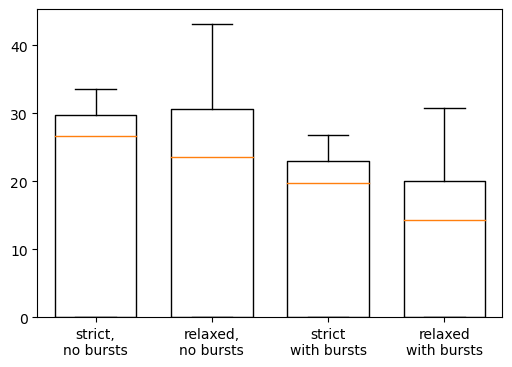 40
30
20
10
0
strict,
no bursts
relaxed,
no bursts
strict
with bursts
relaxed
with bursts